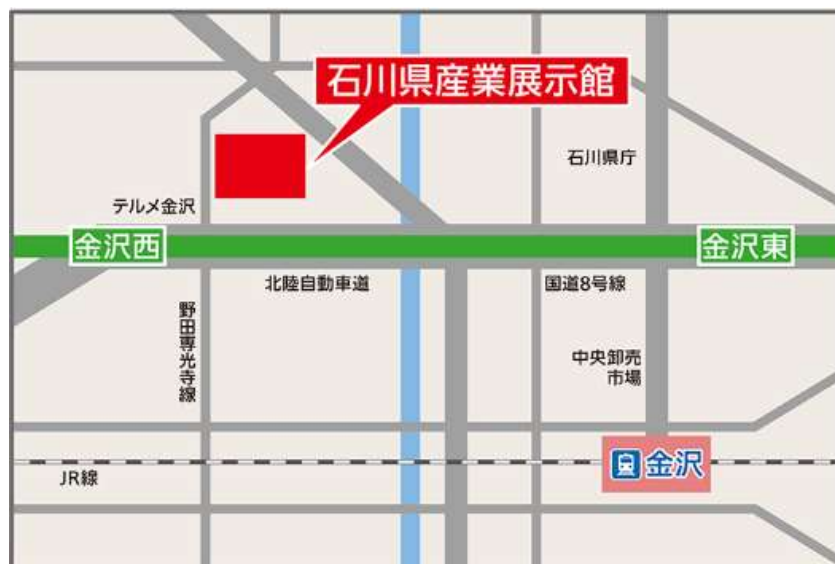 石川県産業展示館
石川県庁
テルメ金沢
金沢西
金沢東
北陸自動車道
国道8号線
野田専光寺線
中央卸売
市場
金沢
JR線